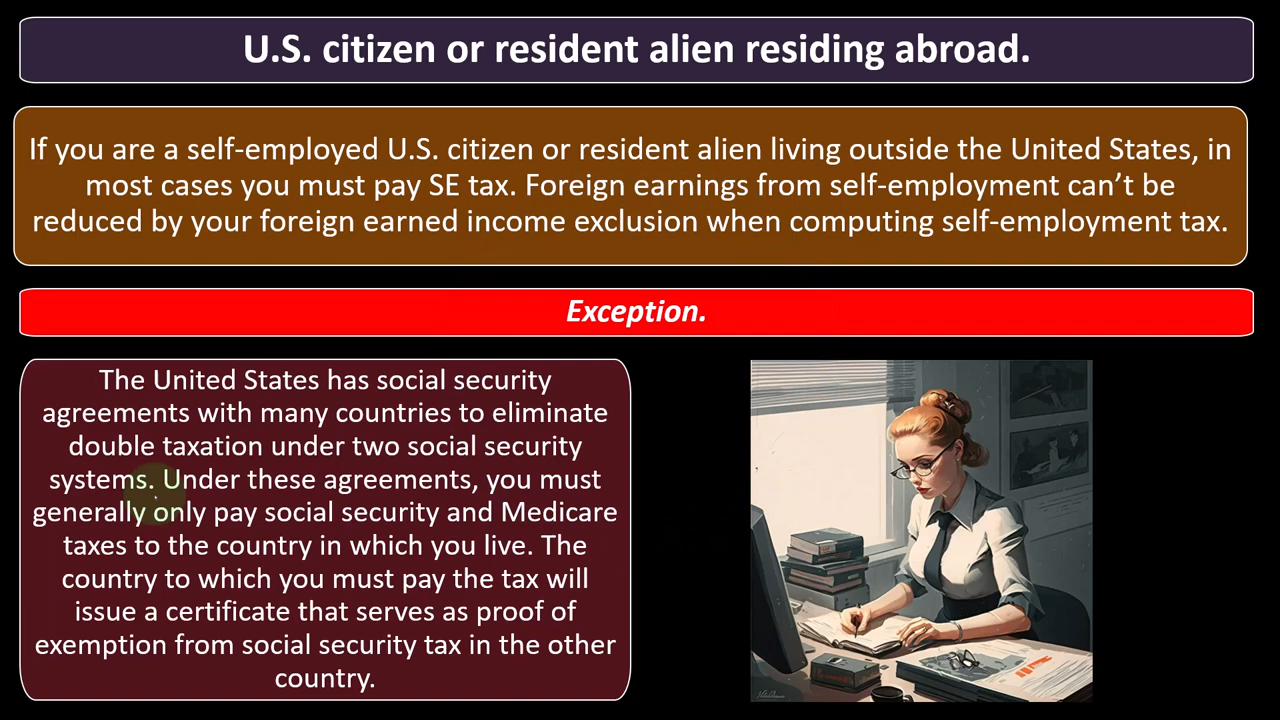 U.S. citizen or resident alien residing abroad.
If you are a self-employed U.S. citizen or resident alien living outside the United States, in
most cases you must pay SE tax. Foreign earnings from self-employment can’t be
reduced by your foreign earned income exclusion when computing self-employment tax.
Exception.
The United States has social security
agreements with many countries to eliminate
double taxation under two social security
systems. Under these agreements, you must
generally only pay social security and Medicare
taxes to the country in which you live. The
country to which you must pay the tax will
issue a certificate that serves as proof of
exemption from social security tax in the other
country.